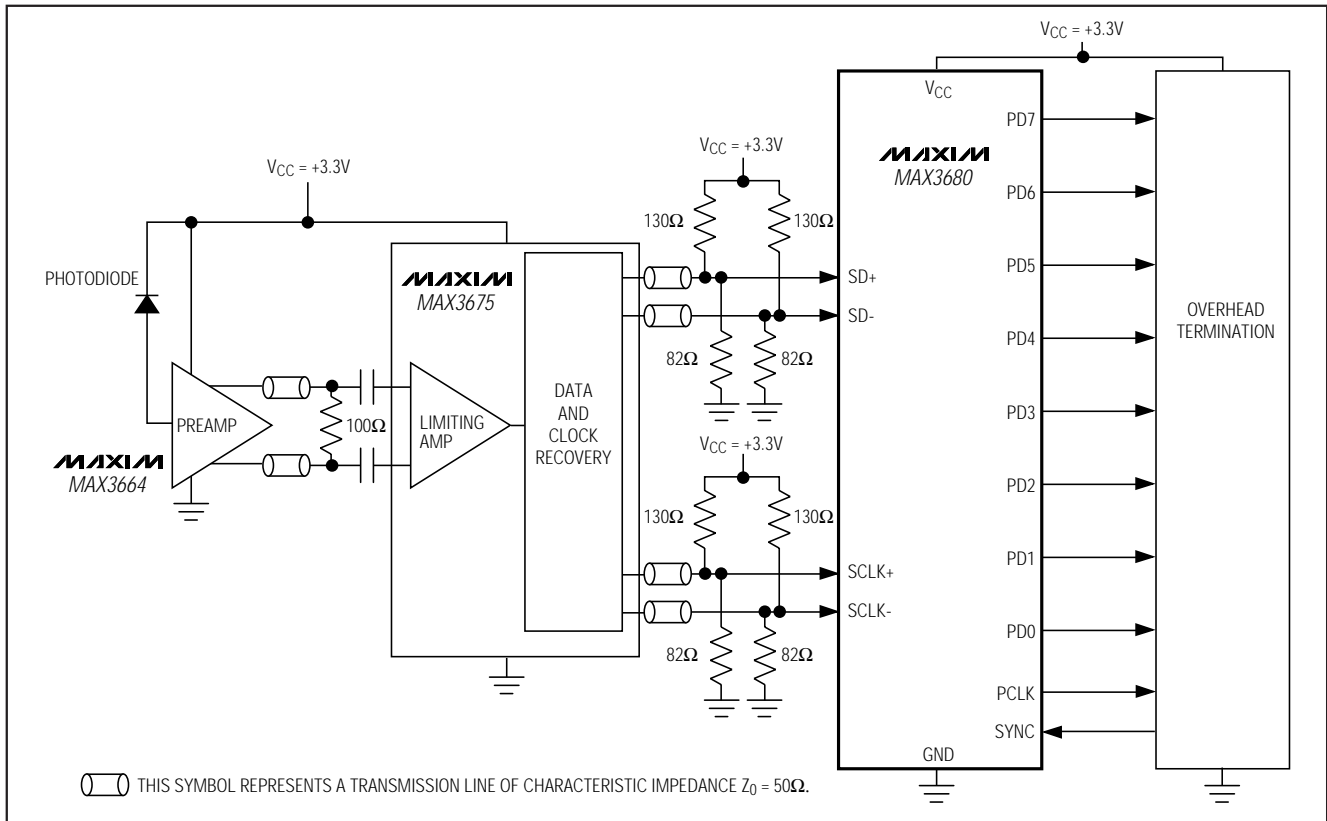 VCC = +3.3V
PHOTODIODE
PREAMP
MAXIM
MAX3664
100Ω
VCC = +3.3V
MAXIM
MAX3675
LIMITING
AMP
DATA
AND
CLOCK
RECOVERY
VCC = +3.3V
130Ω
130Ω
82Ω
82Ω
VCC = +3.3V
130Ω
130Ω
82Ω
82Ω
VCC
MAXIM
MAX3680
SD+
SD-
SCLK+
SCLK-
GND
PD7
PD6
PD5
PD4
PD3
PD2
PD1
PD0
PCLK
SYNC
OVERHEAD
TERMINATION
THIS SYMBOL REPRESENTS A TRANSMISSION LINE OF CHARACTERISTIC IMPEDANCE Z0 = 50Ω.